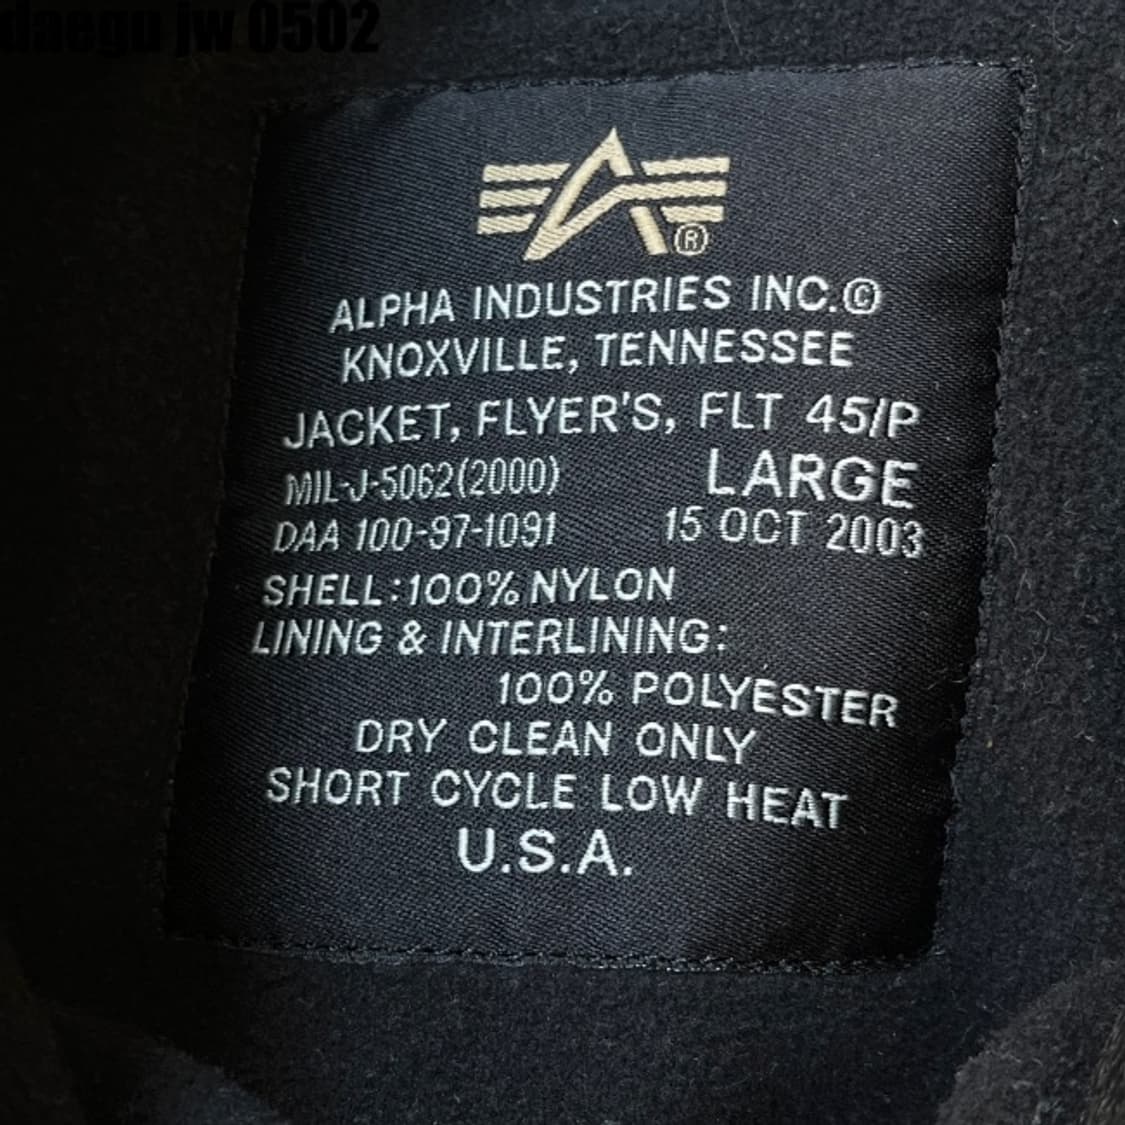 daegu jw 0502
®
ALPHA INDUSTRIES INC.©
KNOXVILLE, TENNESSEE
JACKET, FLYER'S, FLT 45/P
MIL-J-5062(2000) LARGE
DAA 100-97-1091 15 OCT 2003
SHELL:100% NYLON
LINING & INTERLINING:
100% POLYESTER
DRY CLEAN ONLY
SHORT CYCLE LOW HEAT
U.S.A.